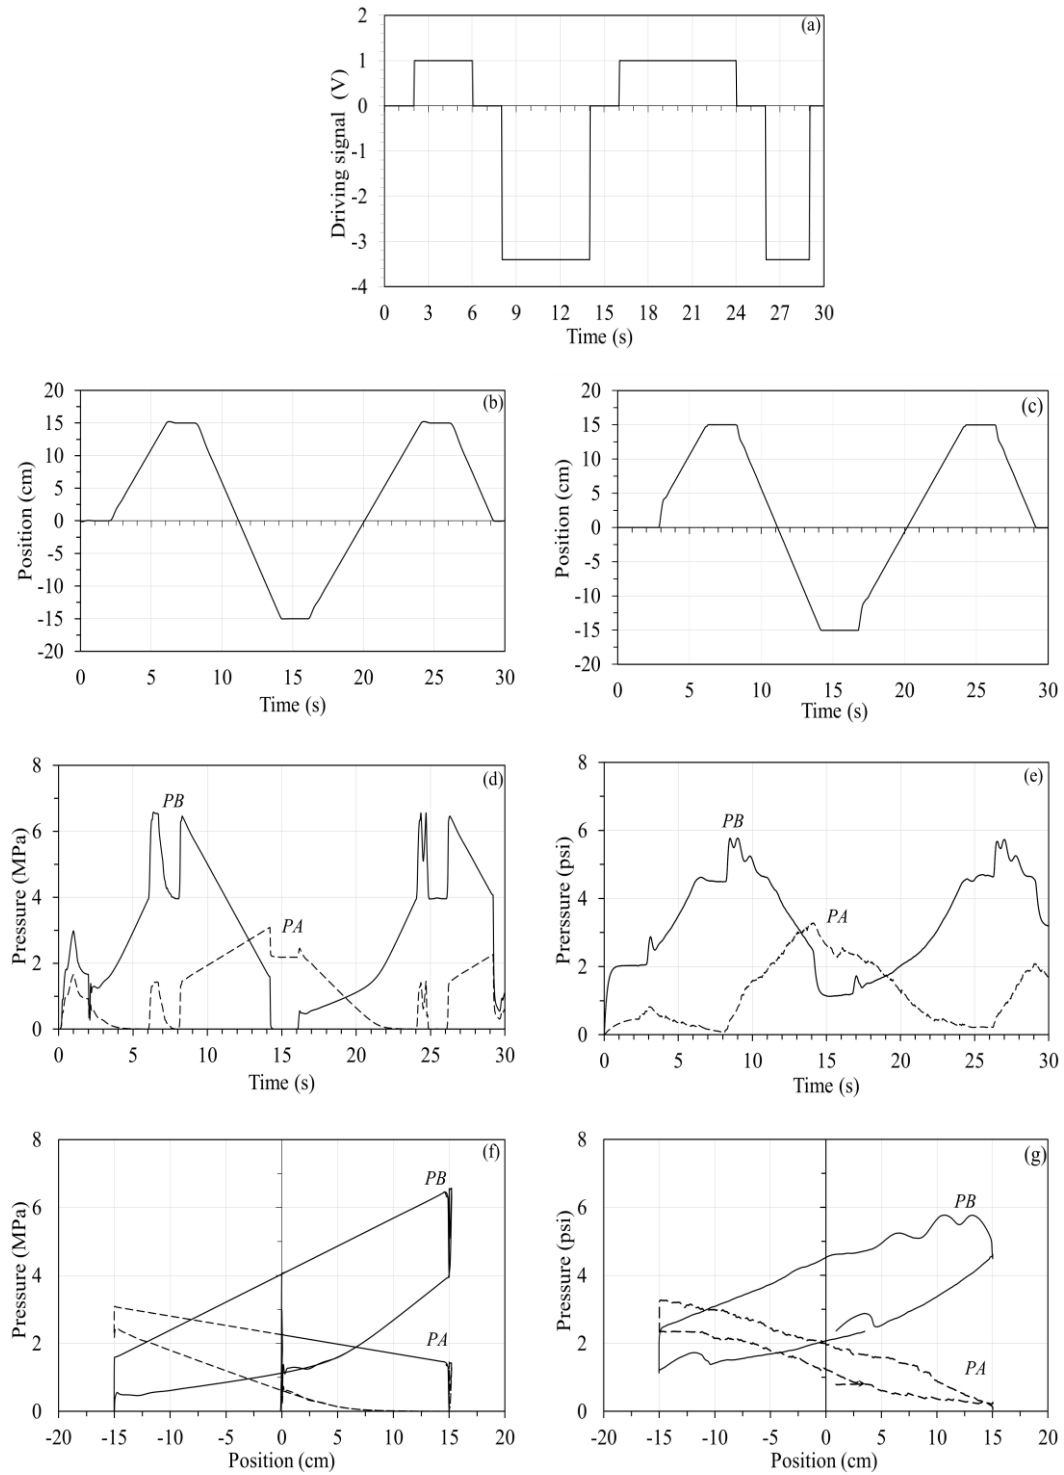 (a)
2
1
0
-1
-2
-3
-4
Driving signal (V)
0 3 6 9 12 15 18 21 24 27 30
Time (s)
(b)
20
15
10
5
0
-5
-10
-15
-20
Position (cm)
0 5 10 15 20 25 30
Time (s)
(c)
20
15
10
5
0
-5
-10
-15
-20
Position (cm)
0 5 10 15 20 25 30
Time (s)
(d)
8
6
4
2
0
Pressure (MPa)
PB
PA
0 5 10 15 20 25 30
Time (s)
(e)
8
6
4
2
0
Prerssure (psi)
PB
PA
0 5 10 15 20 25 30
Time (s)
(f)
8
6
4
2
0
Pressure (MPa)
PB
PA
-20 -15 -10 -5 0 5 10 15 20
Position (cm)
(g)
8
6
4
2
0
Pressure (psi)
PB
PA
-20 -15 -10 -5 0 5 10 15 20
Position (cm)